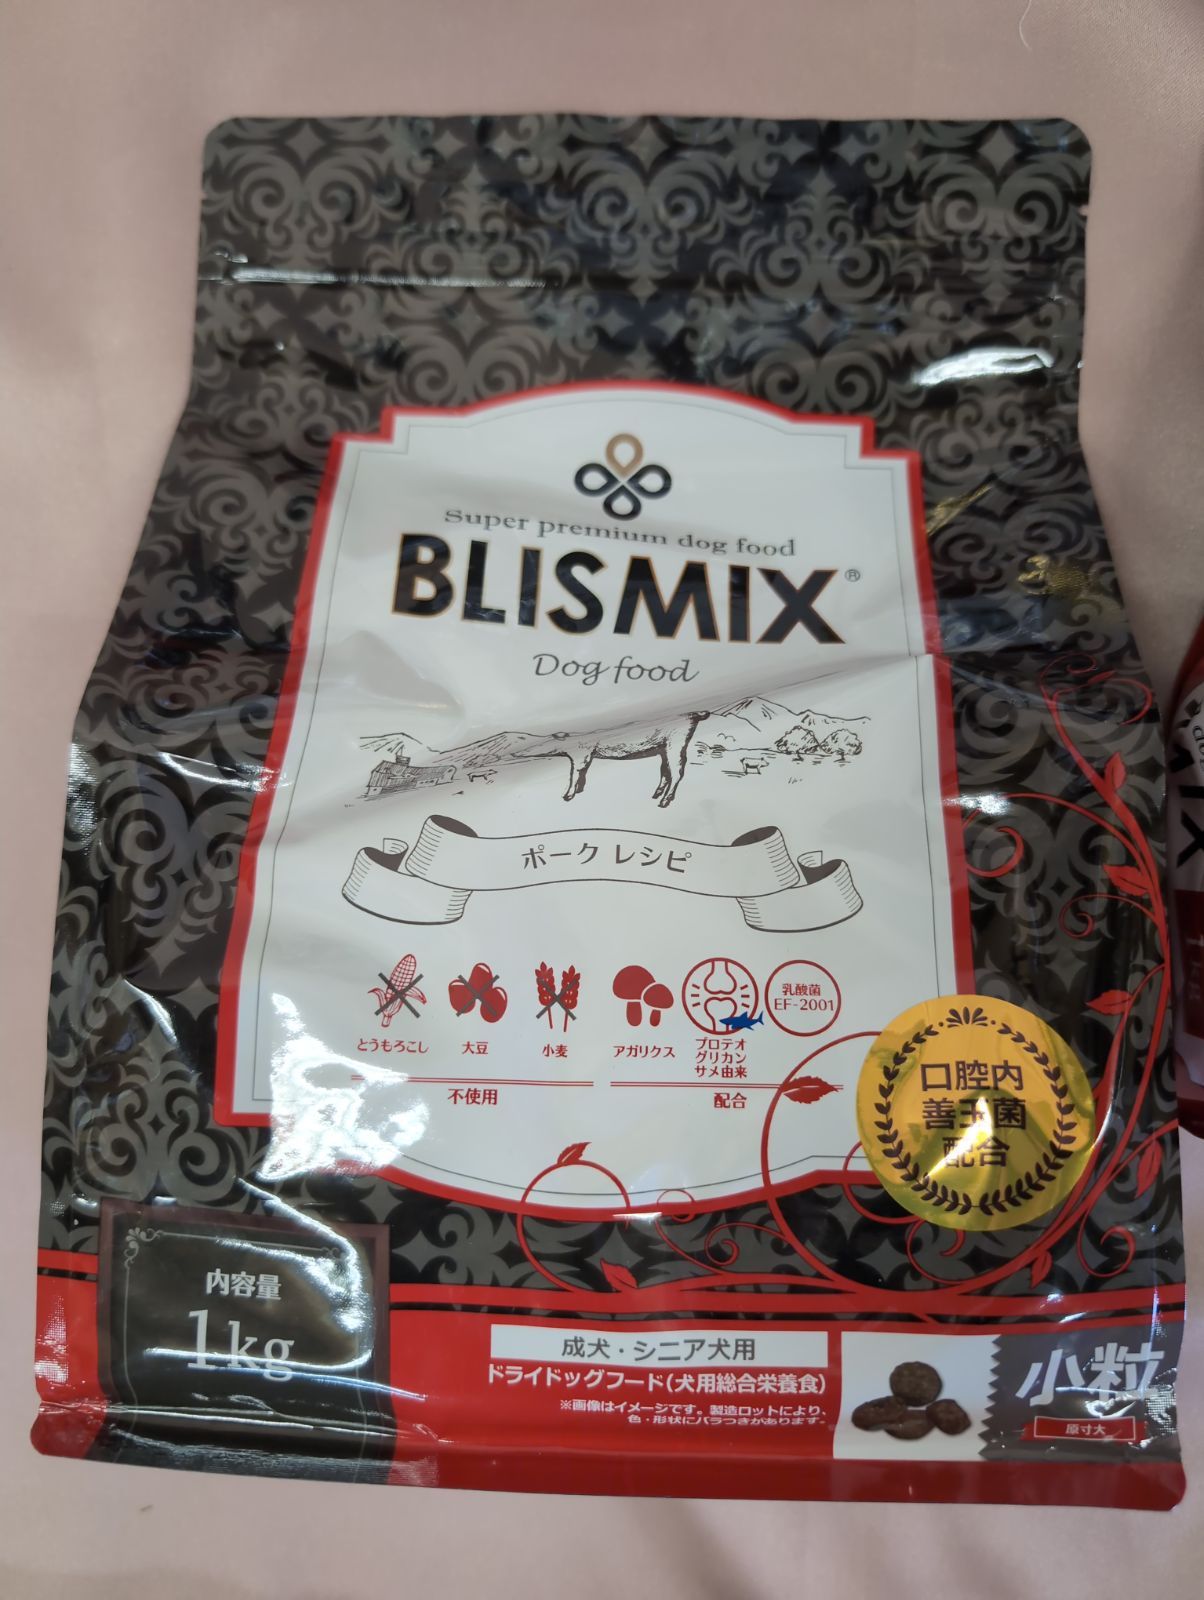 Super premium dog food
BLISMIX®
Dog food
ポーク レシピ
とうもろこし
大豆
小麦
不使用
アガリクス
プロテオ
グリカン
サメ由来
乳酸菌
EF-2001
配合
口腔内
善玉菌
配合
内容量
1kg
成犬・シニア犬用
ドライドッグフード(犬用総合栄養食)
※画像はイメージです。製造ロットにより、
色・形状にバラつきがあります。
小粒
原寸大